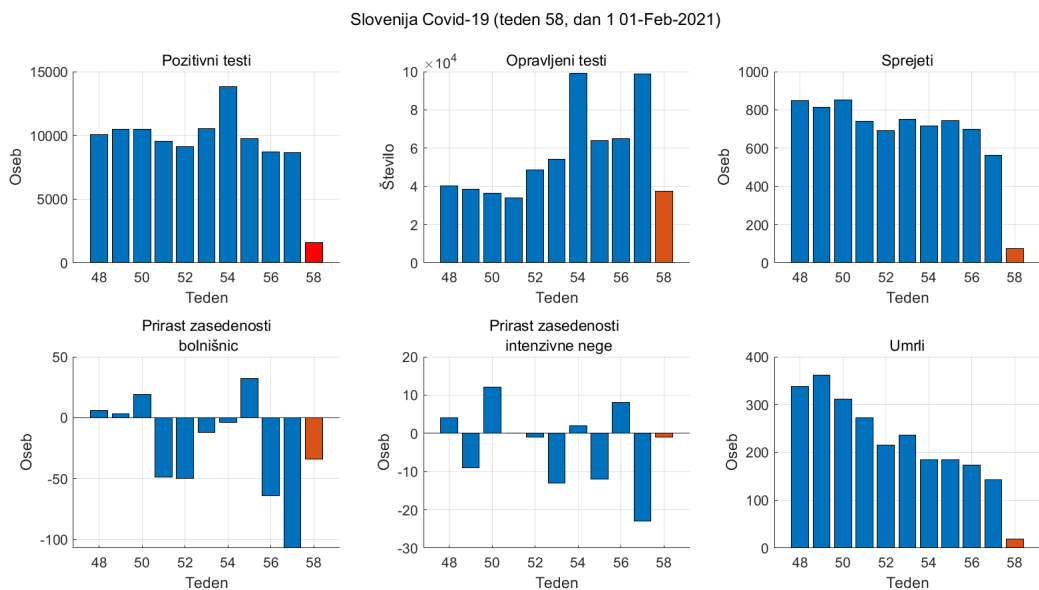 Slovenija Covid-19 (teden 58, dan 1 01-Feb-2021)
Pozitivni testi
15000
10000
5000
0
Oseb
48 50 52 54 56 58
Teden
Opravljeni testi
×10⁴
10
8
6
4
2
0
Število
48 50 52 54 56 58
Teden
Sprejeti
1000
800
600
400
200
0
Oseb
48 50 52 54 56 58
Teden
Prirast zasedenosti
bolnišnic
50
0
-50
-100
Oseb
48 50 52 54 56 58
Teden
Prirast zasedenosti
intenzivne nege
20
10
0
-10
-20
-30
Oseb
48 50 52 54 56 58
Teden
Umrli
400
300
200
100
0
Oseb
48 50 52 54 56 58
Teden